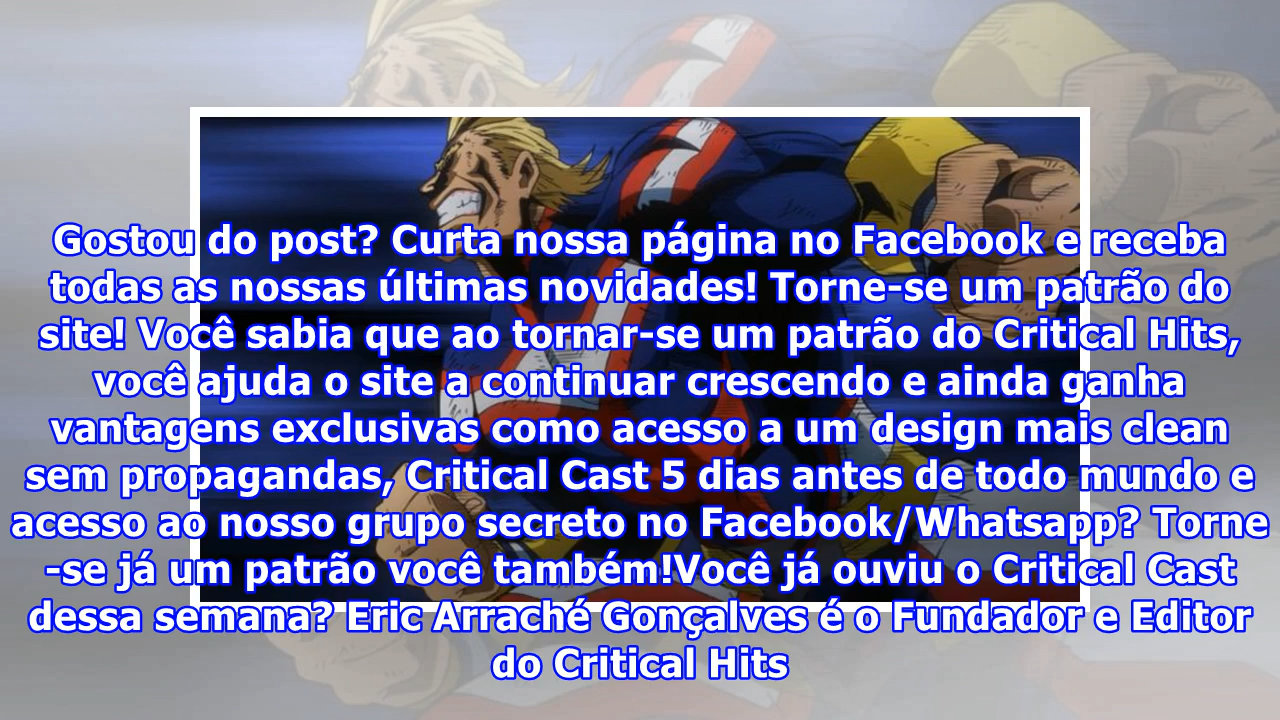 Gostou do post? Curta nossa página no Facebook e receba
todas as nossas últimas novidades! Torne-se um patrão do
site! Você sabia que ao tornar-se um patrão do Critical Hits,
você ajuda o site a continuar crescendo e ainda ganha
vantagens exclusivas como acesso a um design mais clean
sem propagandas, Critical Cast 5 dias antes de todo mundo e
acesso ao nosso grupo secreto no Facebook/Whatsapp? Torne
-se já um patrão você também!Você já ouviu o Critical Cast
dessa semana? Eric Arraché Gonçalves é o Fundador e Editor
do Critical Hits